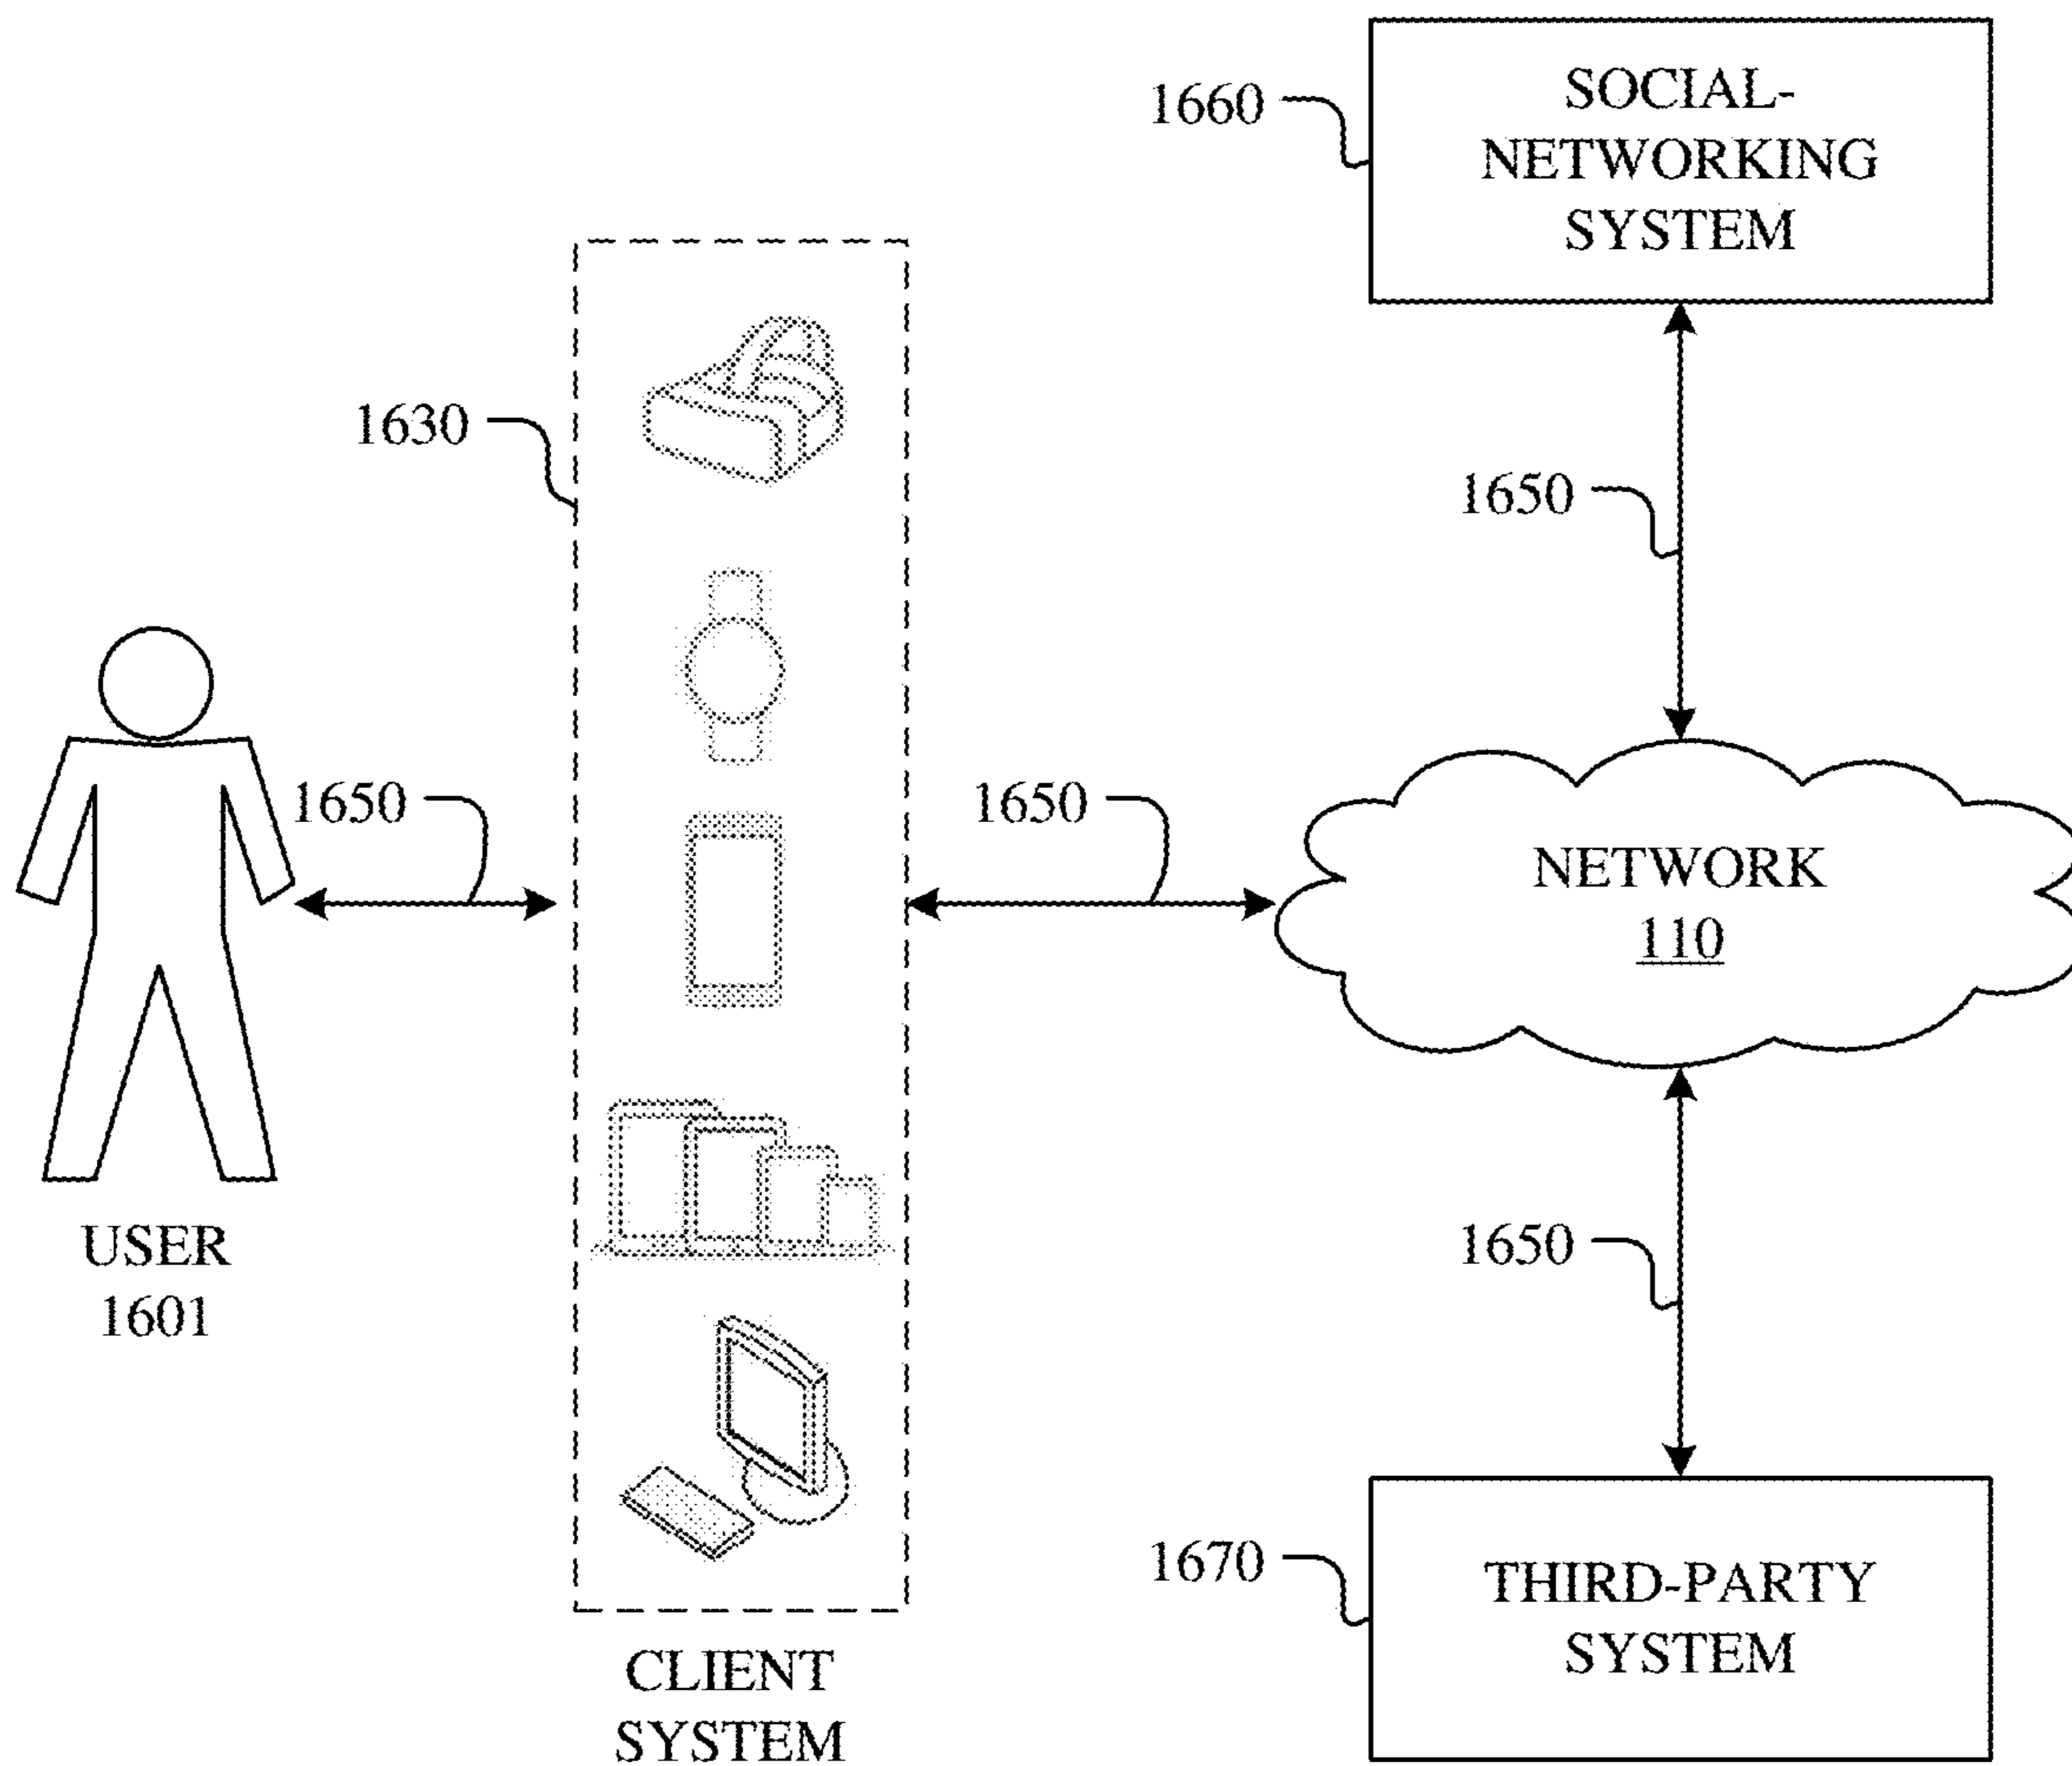 1660
SOCIAL-
NETWORKING
SYSTEM
1630
1650
1650
1650
NETWORK
110
USER
1601
1650
1670
THIRD-PARTY
SYSTEM
CLIENT
SYSTEM